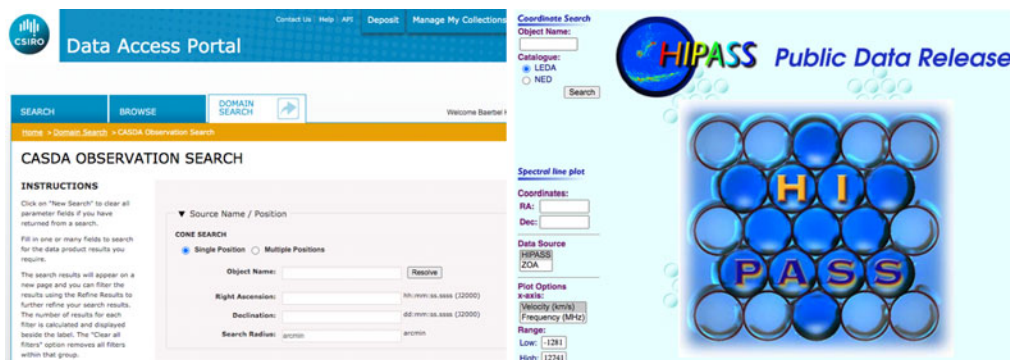 CSIRO
Data Access Portal
Contact Us | Help | API
Deposit
Manage My Collections
SEARCH
BROWSE
DOMAIN
SEARCH
Welcome Baerbel
Home > Domain Search > CASDA Observation Search
CASDA OBSERVATION SEARCH
INSTRUCTIONS
Click on "New Search" to clear all
parameter fields if you have
returned from a search.
Fill in one or many fields to search
for the data product results you
require.
The search results will appear on a
new page and you can filter the
results using the Refine Results to
further refine your search results.
The number of results for each
filter is calculated and displayed
beside the label. The "Clear all
filters" option removes all filters
within that group.
▼ Source Name / Position
CONE SEARCH
Single Position
Multiple Positions
Object Name:
Resolve
Right Ascension:
hh:mm:ss.ssss (J2000)
Declination:
dd:mm:ss.ssss (J2000)
Search Radius:
arcmin
arcmin
Coordinate Search
Object Name:
Catalogue:
LEDA
NED
Search
Spectral line plot
Coordinates:
RA:
Dec:
Data Source
HIPASS
ZOA
Plot Options
x-axis:
Velocity (km/s)
Frequency (MHz)
Range:
Low: -1281
High: 12741
HIPASS Public Data Release
HI
PASS